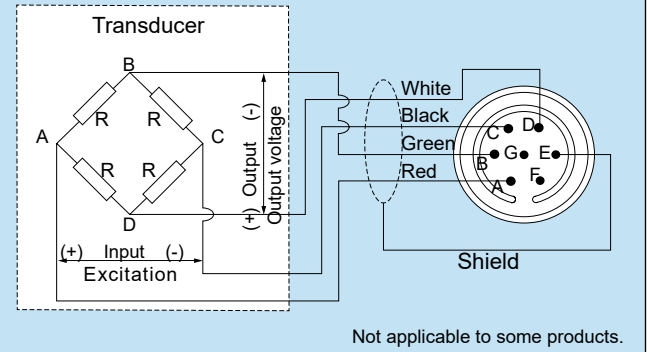 Transducer
B
R
R
A
C
R
R
D
(+) Output (-)
Output voltage
(+) Input (-)
Excitation
White
Black
Green
Red
C
D
B
G
E
A
F
Shield
Not applicable to some products.